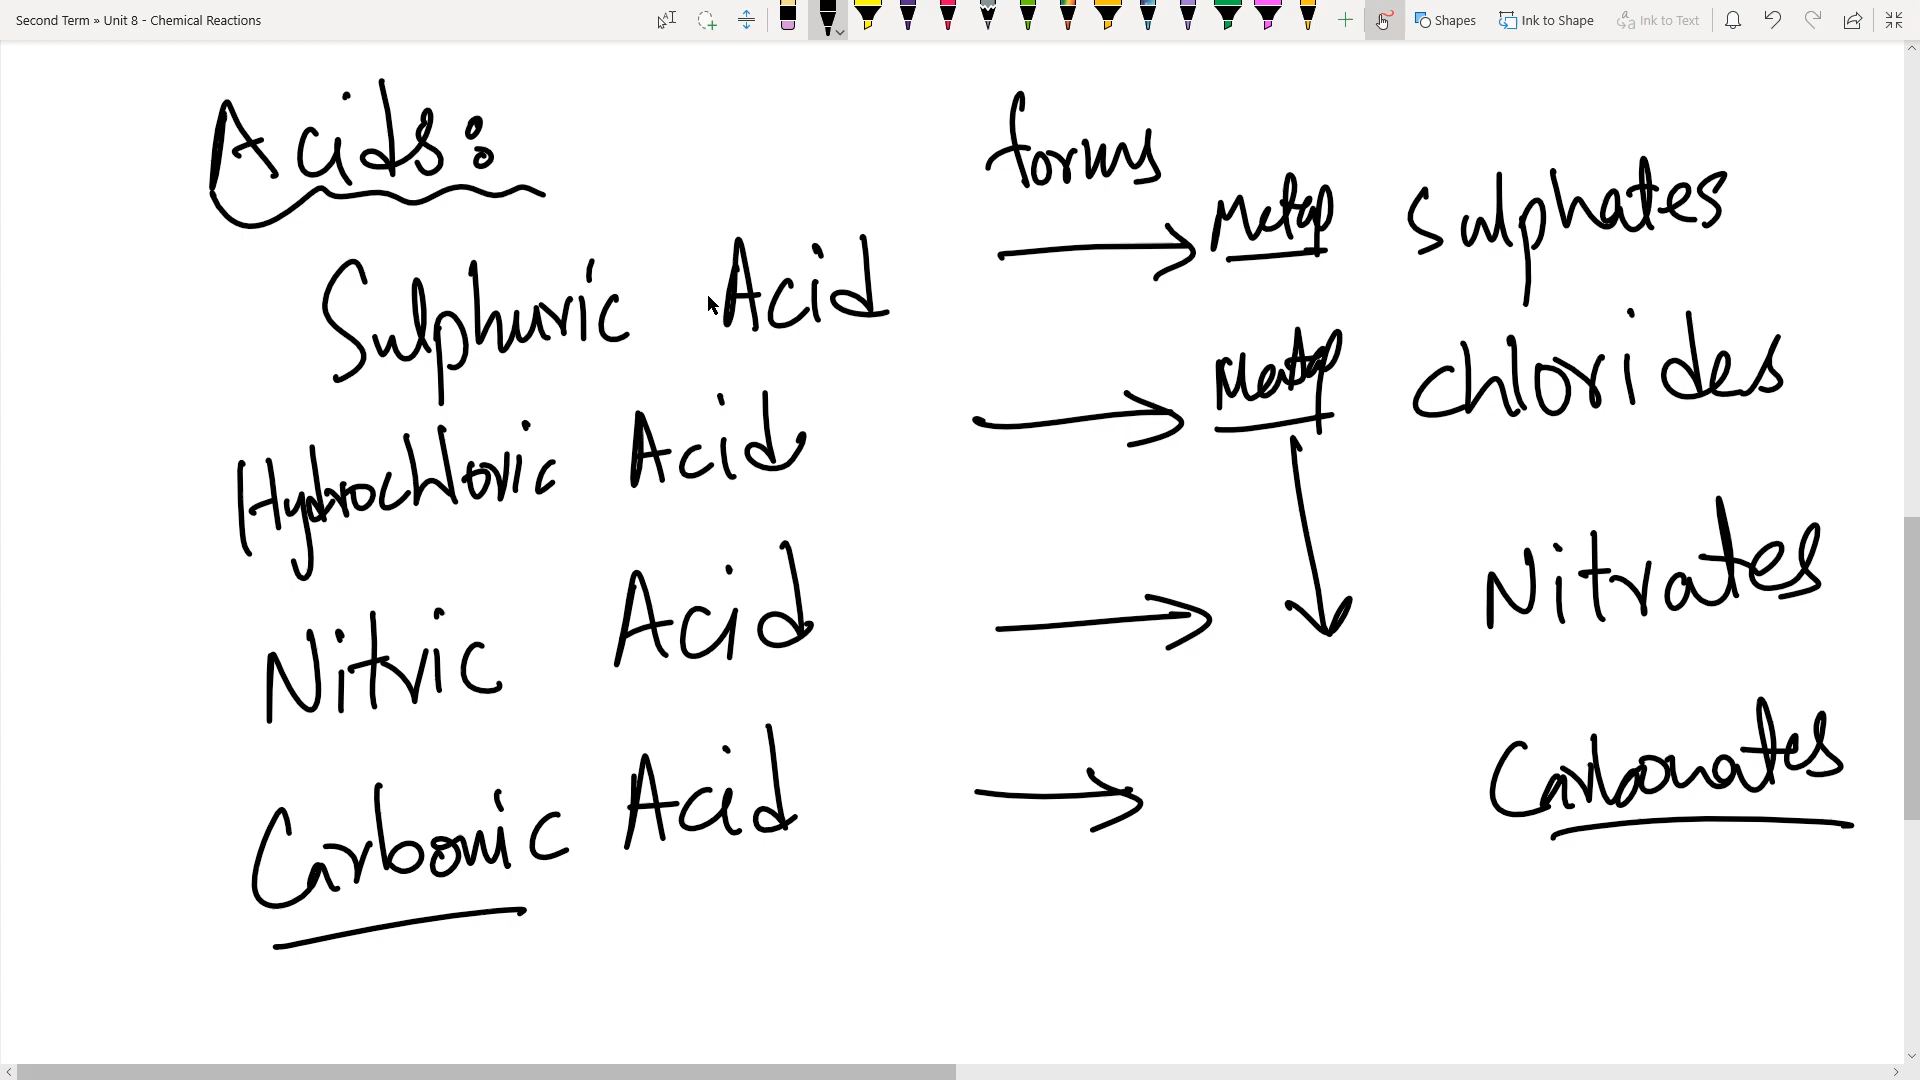 Second Term » Unit 8 - Chemical Reactions
Shapes
Ink to Shape
Ink to Text
Acids:
forms
Sulphuric Acid → Metal Sulphates
Hydrochloric Acid → Metal chlorides
Nitric Acid → Nitrates
Carbonic Acid → Carbonates